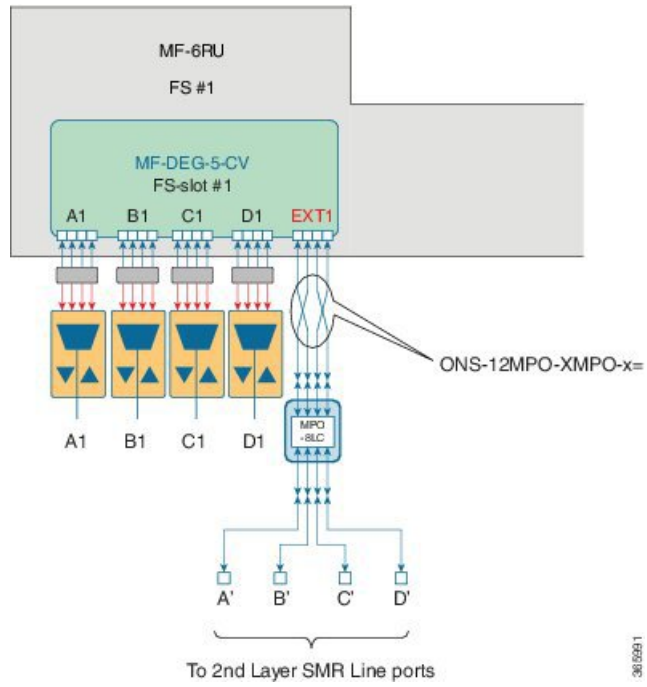 MF-6RU
FS #1
MF-DEG-5-CV
FS-slot #1
A1 B1 C1 D1 EXT1
ONS-12MPO-XMPO-x=
A1 B1 C1 D1
MPO
-8LC
A' B' C' D'
To 2nd Layer SMR Line ports
365991